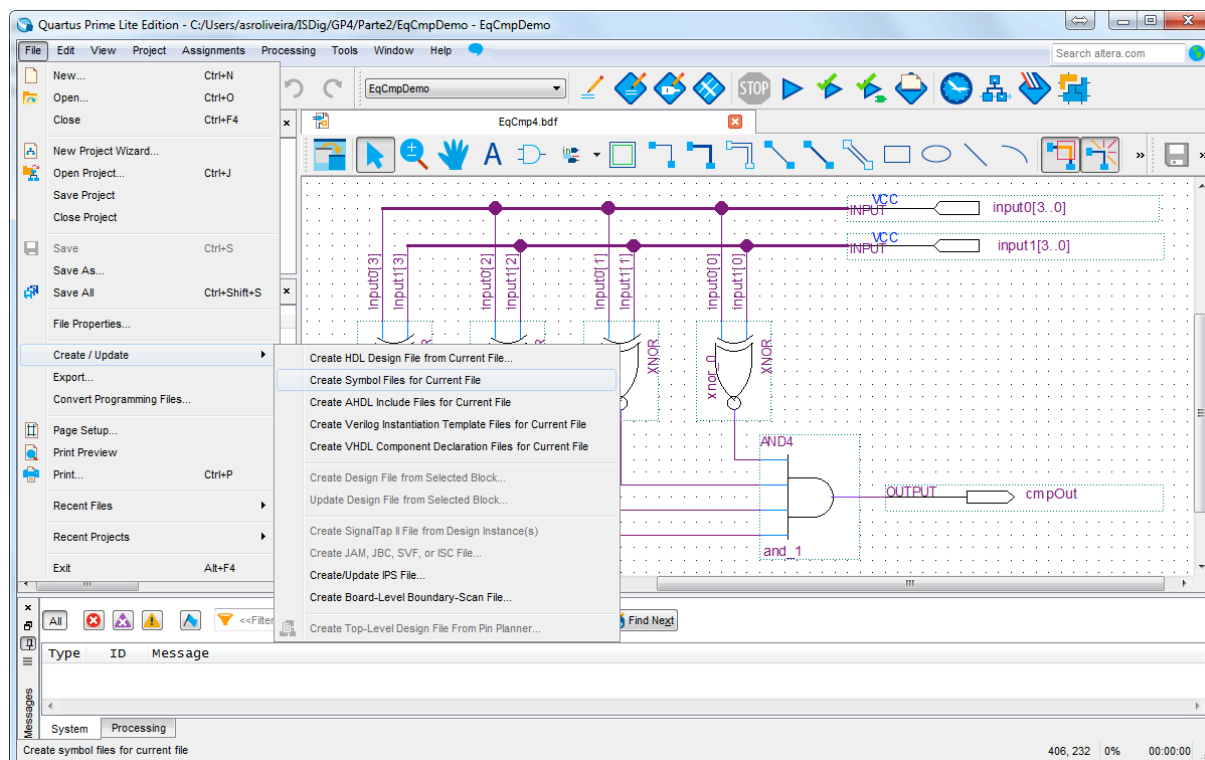 Quartus Prime Lite Edition - C:/Users/asroliveira/ISDig/GP4/Parte2/EqCmpDemo - EqCmpDemo
File Edit View Project Assignments Processing Tools Window Help
Search altera.com
New... Ctrl+N
Open... Ctrl+O
Close Ctrl+F4
New Project Wizard...
Open Project... Ctrl+J
Save Project
Close Project
Save Ctrl+S
Save As...
Save All Ctrl+Shift+S
File Properties...
Create / Update
Export...
Convert Programming Files...
Page Setup...
Print Preview
Print... Ctrl+P
Recent Files
Recent Projects
Exit Alt+F4
Create HDL Design File from Current File...
Create Symbol Files for Current File
Create AHDL Include Files for Current File
Create Verilog Instantiation Template Files for Current File
Create VHDL Component Declaration Files for Current File
Create Design File from Selected Block...
Update Design File from Selected Block...
Create SignalTap II File from Design Instance(s)
Create JAM, JBC, SVF, or ISC File...
Create/Update IPS File...
Create Board-Level Boundary-Scan File...
Create Top-Level Design File From Pin Planner...
EqCmpDemo
STOP
EqCmp4.bdf
A
VCC
INPUT input0[3..0]
VCC
INPUT input1[3..0]
input0[3]
input1[3]
input0[2]
input1[2]
input0[1]
input1[1]
input0[0]
input1[0]
XNOR
xnor_0
XNOR
AND4
and_1
OUTPUT cmpOut
All <<Filter Find Next
Type ID Message
Messages
System Processing
Create symbol files for current file 406, 232 0% 00:00:00